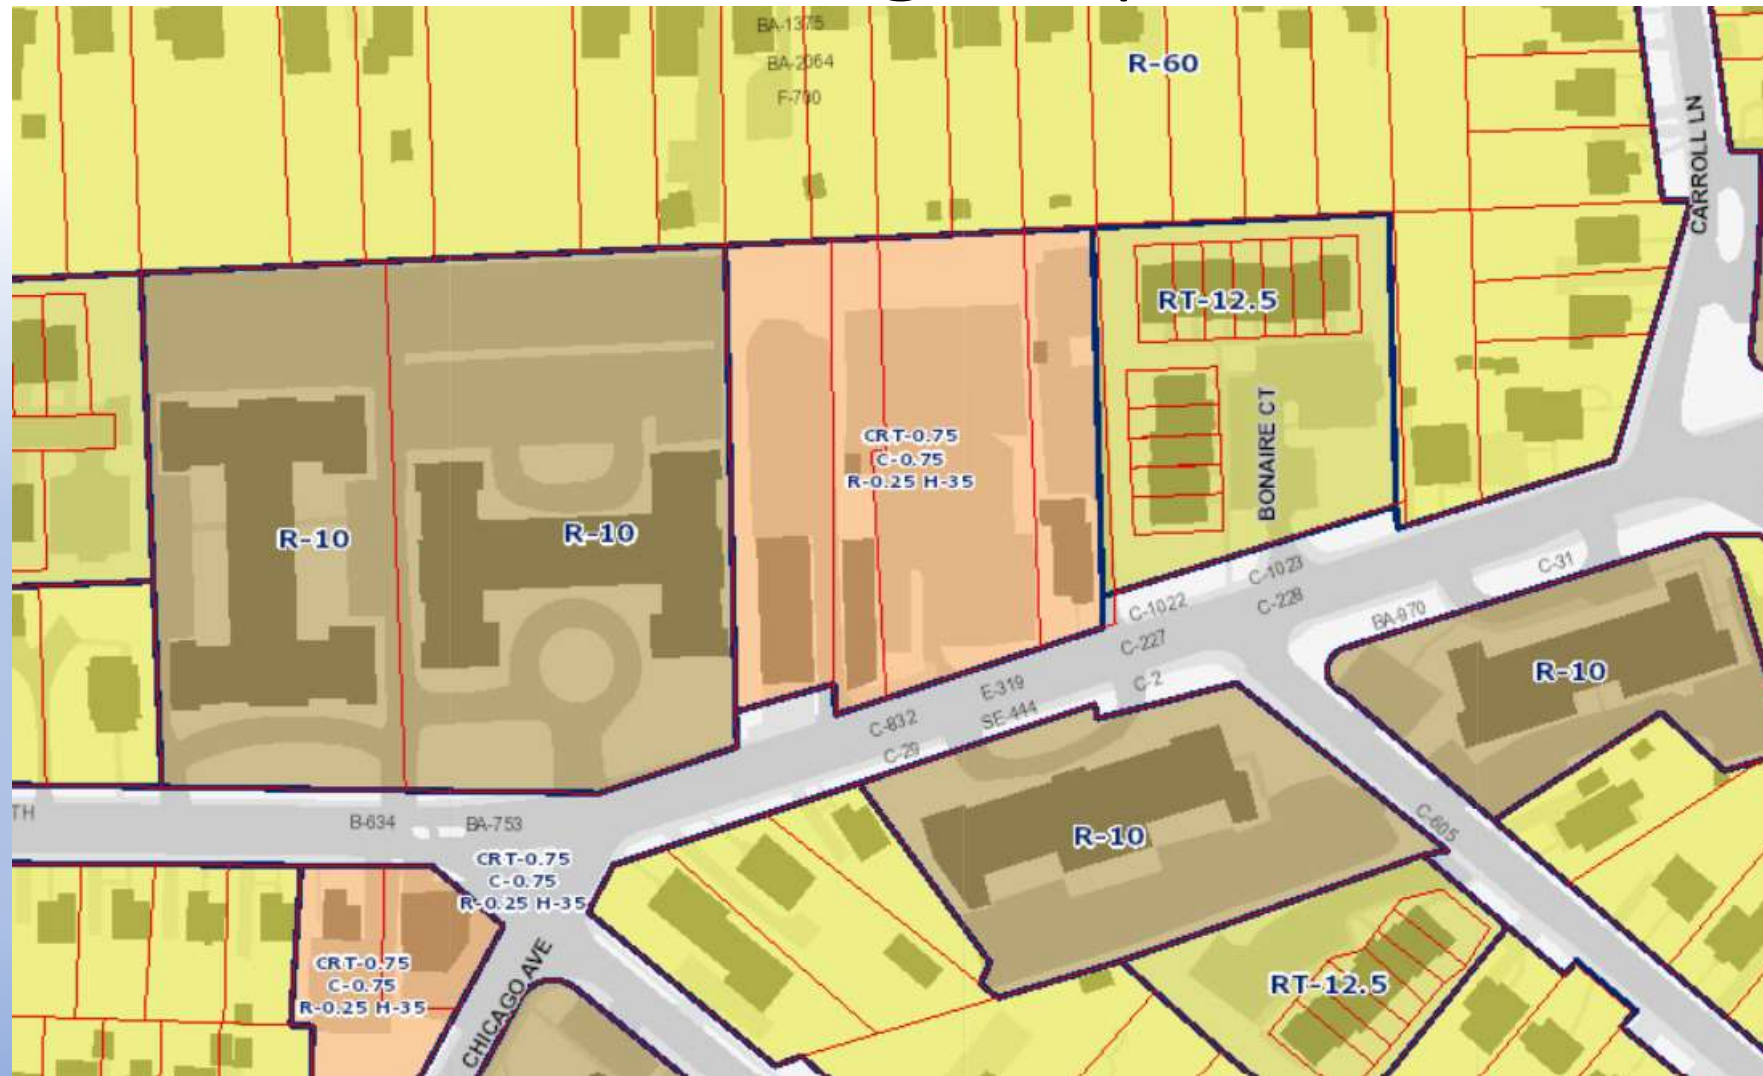 BA-1375
BA-2064
F-700
R-60
CARROLL LN
RT-12.5
BONAIRE CT
CRT-0.75
C-0.75
R-0.25 H-35
R-10
R-10
C-1023
C-31
C-1022
C-228
BA-970
C-227
R-10
C-2
E-319
SE-444
C-832
C-29
TH
B-634
BA-753
C-605
R-10
CRT-0.75
C-0.75
R-0.25 H-35
CRT-0.75
C-0.75
R-0.25 H-35
CHICAGO AVE
RT-12.5